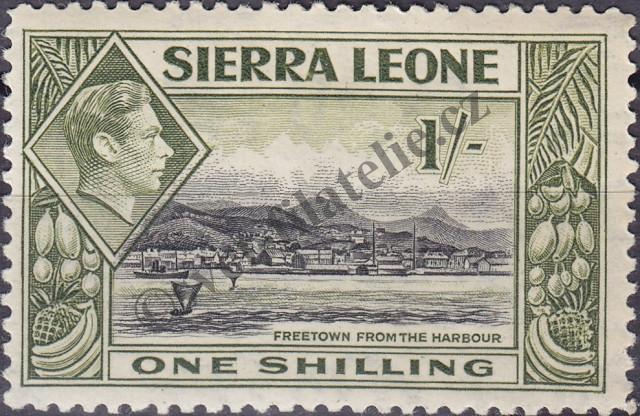 SIERRA LEONE
1/-
FREETOWN FROM THE HARBOUR
ONE SHILLING
© www.filatelie.cz